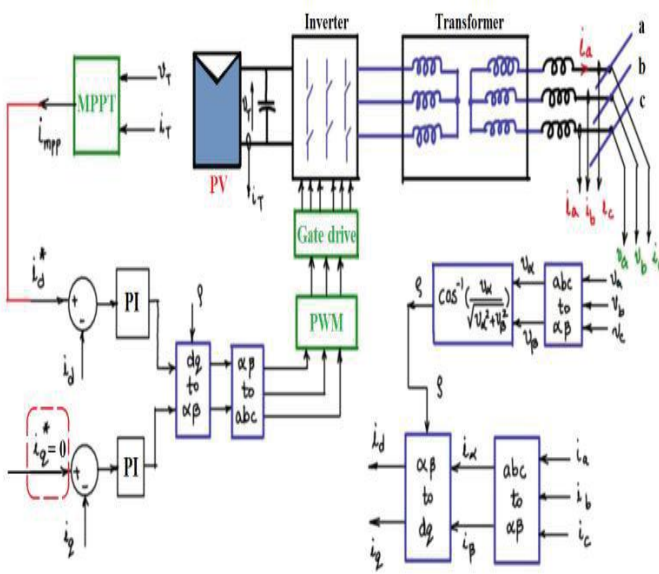 Inverter
Transformer
i_a
a
b
c
MPPT
v_T
i_T
i_mpp
v_T
PV
i_T
i_a
i_b
i_c
v_a
v_b
Gate drive
PWM
i_d^*
+
-
PI
i_d
i_q^* = 0
+
-
PI
i_q
ρ
dq
to
αβ
αβ
to
abc
ρ
cos⁻¹(v_α/√(v_α²+v_β²))
v_α
v_β
abc
to
αβ
v_a
v_b
v_c
ρ
i_d
i_q
αβ
to
dq
i_α
i_β
abc
to
αβ
i_a
i_b
i_c